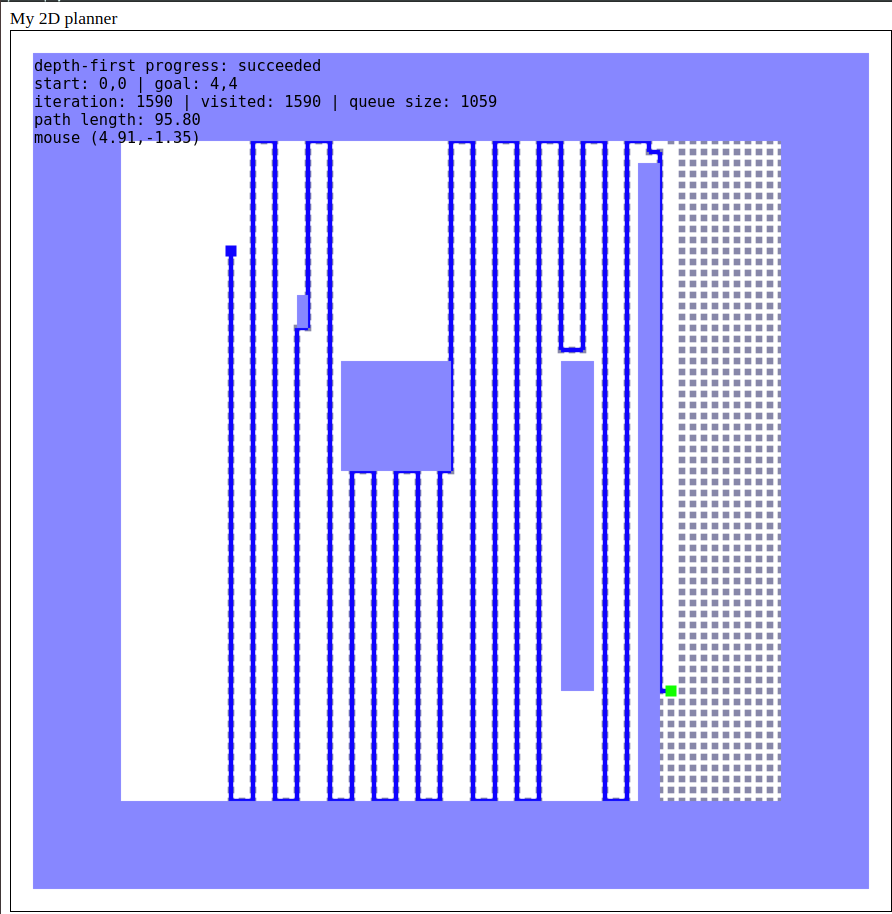 My 2D planner
depth-first progress: succeeded
start: 0,0 | goal: 4,4
iteration: 1590 | visited: 1590 | queue size: 1059
path length: 95.80
mouse (4.91,-1.35)